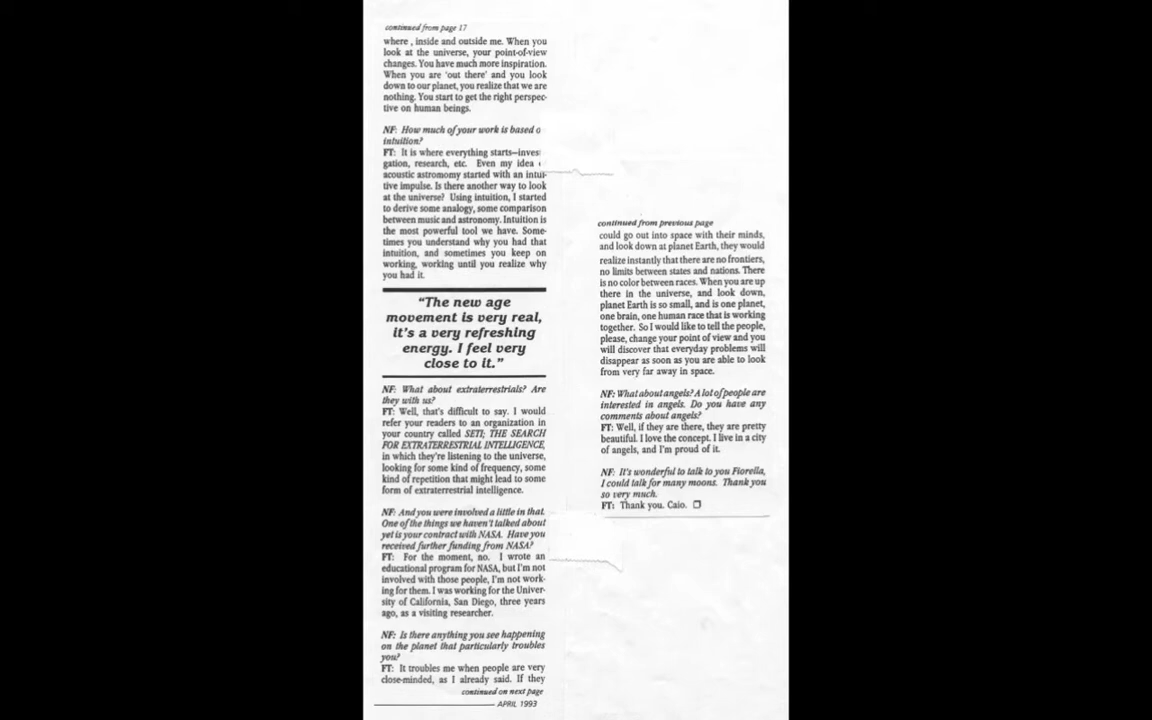 continued from page 17
where , inside and outside me. When you
look at the universe, your point-of-view
changes. You have much more inspiration.
When you are 'out there' and you look
down to our planet, you realize that we are
nothing. You start to get the right perspec-
tive on human beings.
NF: How much of your work is based o
intuition?
FT: It is where everything starts—inves
gation, research, etc. Even my idea
acoustic astromomy started with an intui-
tive impulse. Is there another way to look
at the universe? Using intuition, I started
to derive some analogy, some comparison
between music and astronomy. Intuition is
the most powerful tool we have. Some-
times you understand why you had that
intuition, and sometimes you keep on
working, working until you realize why
you had it.
"The new age
movement is very real,
it's a very refreshing
energy. I feel very
close to it."
NF: What about extraterrestrials? Are
they with us?
FT: Well, that's difficult to say. I would
refer your readers to an organization in
your country called SETI; THE SEARCH
FOR EXTRATERRESTRIAL INTELLIGENCE,
in which they're listening to the universe,
looking for some kind of frequency, some
kind of repetition that might lead to some
form of extraterrestrial intelligence.
NF: And you were involved a little in that.
One of the things we haven't talked about
yet is your contract with NASA. Have you
received further funding from NASA?
FT: For the moment, no. I wrote an
educational program for NASA, but I'm not
involved with those people, I'm not work-
ing for them. I was working for the Univer-
sity of California, San Diego, three years
ago, as a visiting researcher.
NF: Is there anything you see happening
on the planet that particularly troubles
you?
FT: It troubles me when people are very
close-minded, as I already said. If they
continued on next page
APRIL 1993
continued from previous page
could go out into space with their minds,
and look down at planet Earth, they would
realize instantly that there are no frontiers,
no limits between states and nations. There
is no color between races. When you are up
there in the universe, and look down,
planet Earth is so small, and is one planet,
one brain, one human race that is working
together. So I would like to tell the people,
please, change your point of view and you
will discover that everyday problems will
disappear as soon as you are able to look
from very far away in space.
NF: What about angels? A lot of people are
interested in angels. Do you have any
comments about angels?
FT: Well, if they are there, they are pretty
beautiful. I love the concept. I live in a city
of angels, and I'm proud of it.
NF: It's wonderful to talk to you Fiorella,
I could talk for many moons. Thank you
so very much.
FT: Thank you. Caio. ❒